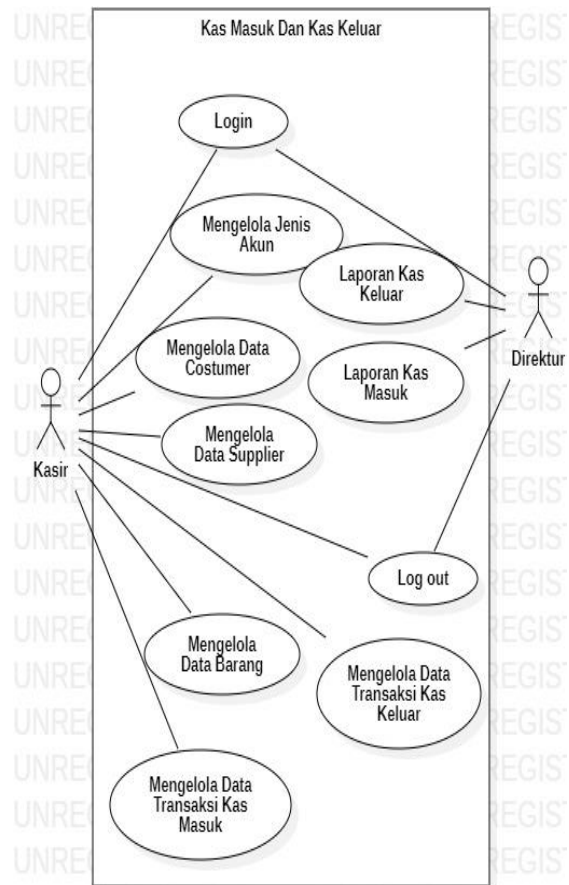 Kas Masuk Dan Kas Keluar
Login
Mengelola Jenis
Akun
Laporan Kas
Keluar
Direktur
Mengelola Data
Costumer
Laporan Kas
Masuk
Kasir
Mengelola
Data Supplier
Log out
Mengelola
Data Barang
Mengelola Data
Transaksi Kas
Keluar
Mengelola Data
Transaksi Kas
Masuk